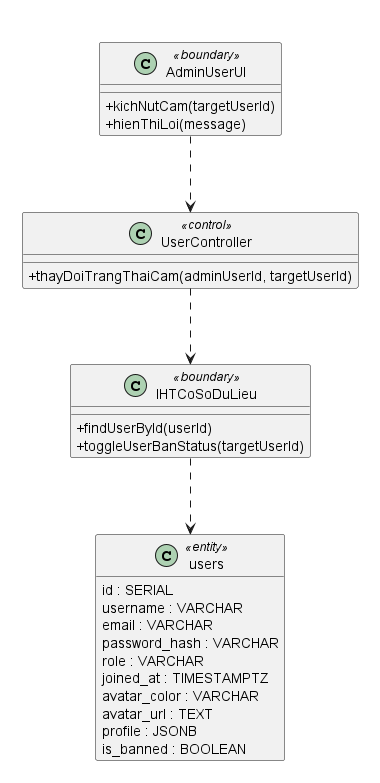 C
«boundary»
AdminUserUI
+kichNutCam(targetUserId)
+hienThiLoi(message)
C
«control»
UserController
+thayDoiTrangThaiCam(adminUserId, targetUserId)
C
«boundary»
IHTCoSoDuLieu
+findUserById(userId)
+toggleUserBanStatus(targetUserId)
C
«entity»
users
id : SERIAL
username : VARCHAR
email : VARCHAR
password_hash : VARCHAR
role : VARCHAR
joined_at : TIMESTAMPTZ
avatar_color : VARCHAR
avatar_url : TEXT
profile : JSONB
is_banned : BOOLEAN